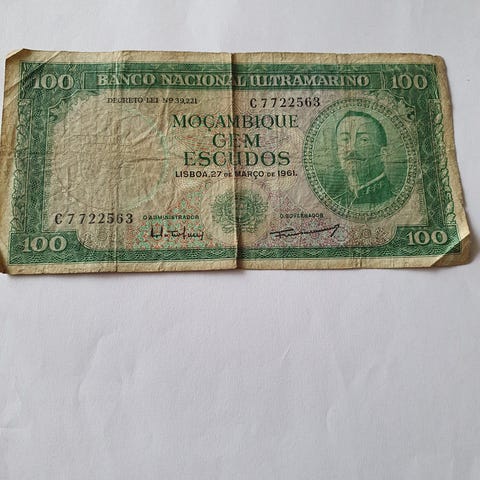 100 BANCO NACIONAL ULTRAMARINO 100
DECRETO LEI Nº 39,221 C 7722563
MOÇAMBIQUE
CEM
ESCUDOS
LISBOA, 27 DE MARÇO DE 1961.
C 7722563
O ADMINISTRADOR O GOVERNADOR
100 100